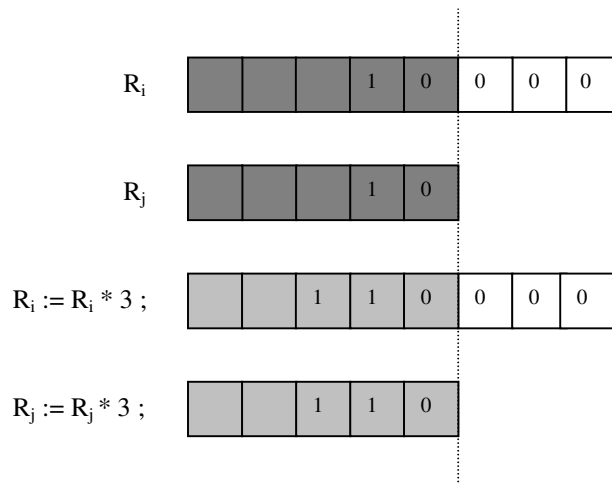 Rᵢ 1 0 0 0 0
Rⱼ 1 0
Rᵢ := Rᵢ * 3 ; 1 1 0 0 0 0
Rⱼ := Rⱼ * 3 ; 1 1 0